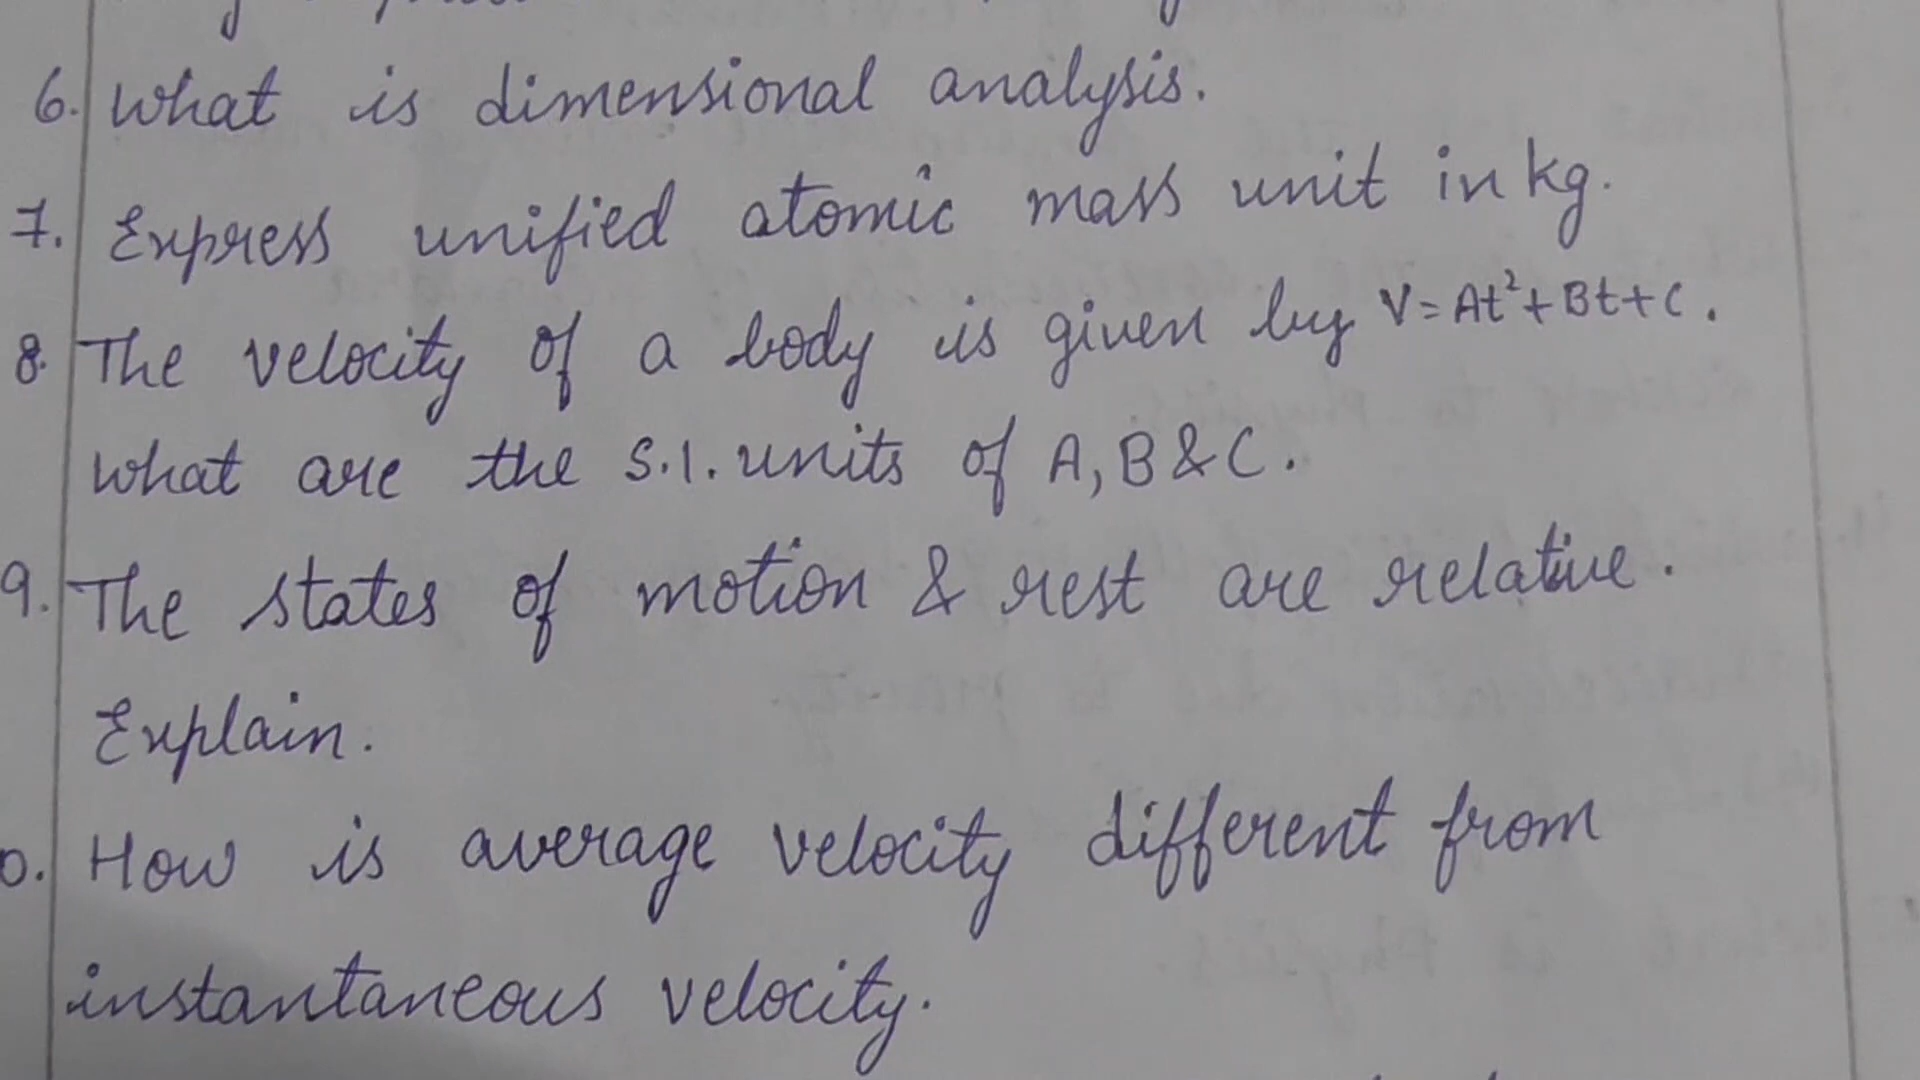 6. What is dimensional analysis.
7. Express unified atomic mass unit in kg.
8. The velocity of a body is given by V=At²+Bt+C.
what are the S.I. units of A, B & C.
9. The states of motion & rest are relative.
Explain.
0. How is average velocity different from
instantaneous velocity.